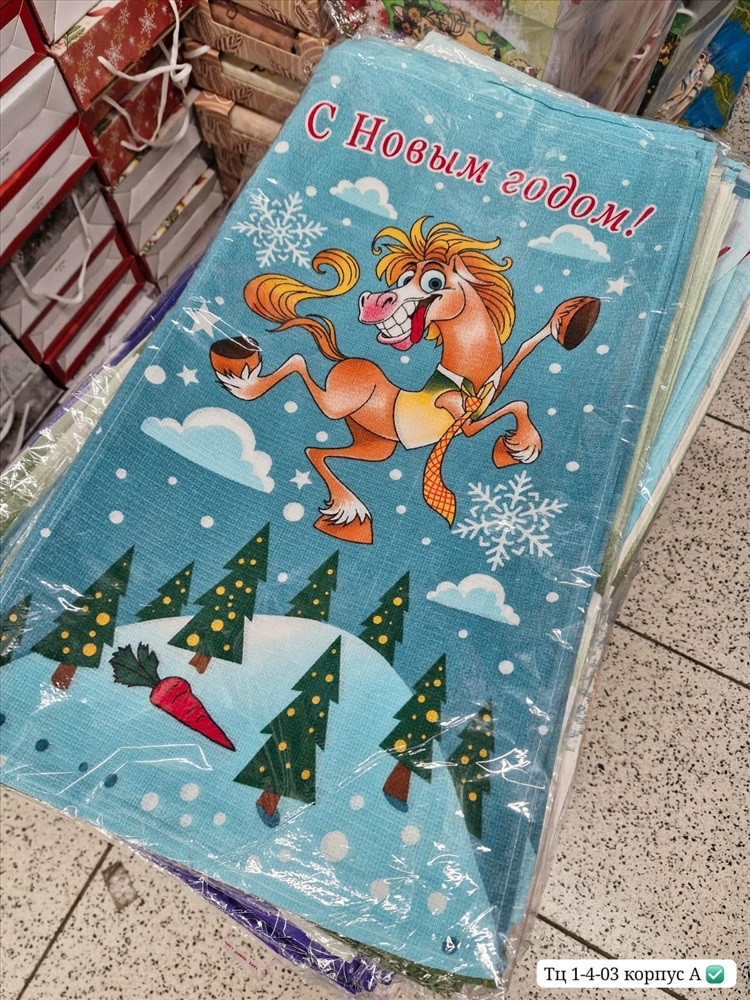 С Новым годом!
Тц 1-4-03 корпус А ✅